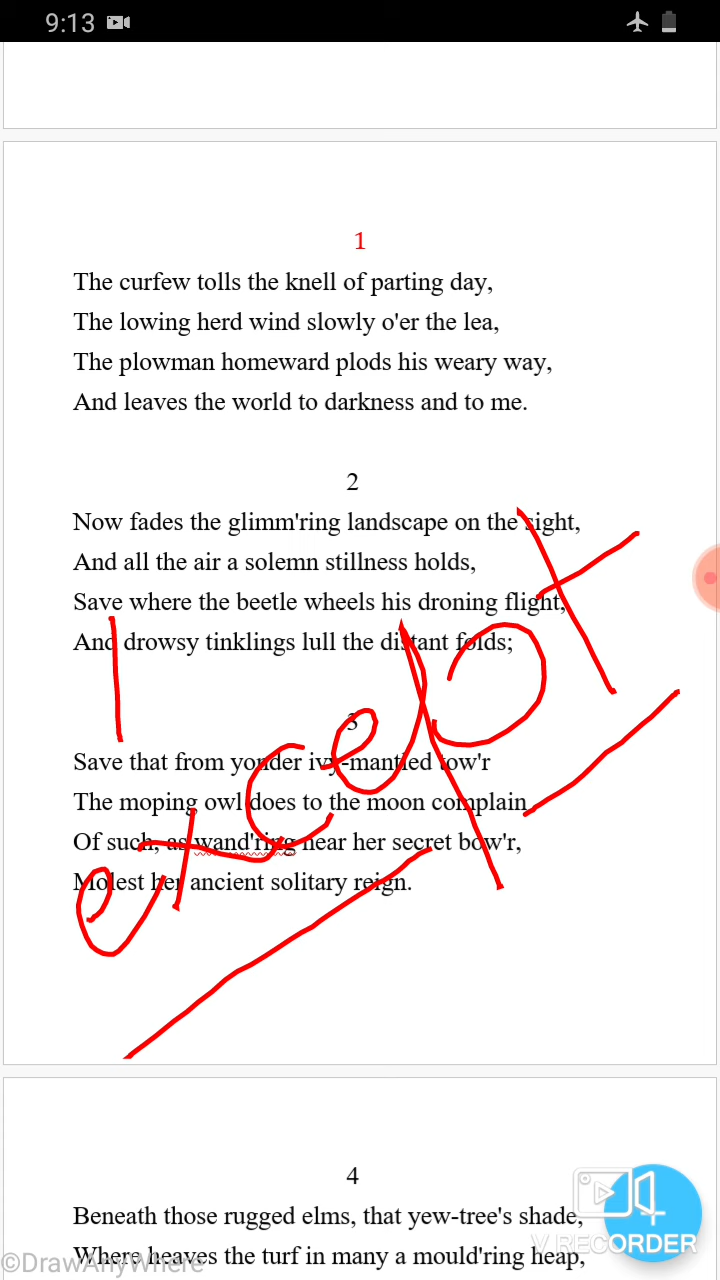 9:13
1
The curfew tolls the knell of parting day,
The lowing herd wind slowly o'er the lea,
The plowman homeward plods his weary way,
And leaves the world to darkness and to me.
2
Now fades the glimm'ring landscape on the sight,
And all the air a solemn stillness holds,
Save where the beetle wheels his droning flight,
And drowsy tinklings lull the distant folds;
3
Save that from yonder ivy-mantled tow'r
The moping owl does to the moon complain
Of such, as wand'ring near her secret bow'r,
Molest her ancient solitary reign.
except
4
Beneath those rugged elms, that yew-tree's shade,
Where heaves the turf in many a mould'ring heap,
V RECORDER
©DrawAnyWhere